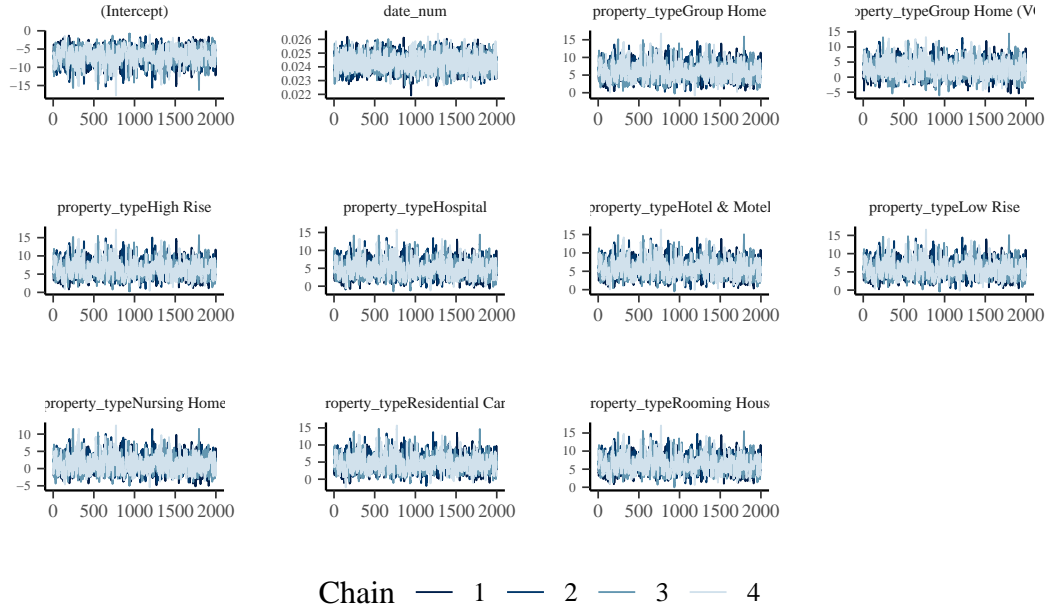 (Intercept) date_num property_typeGroup Home operty_typeGroup Home (V
0 −5 −10 −15 0.026 0.025 0.024 0.023 0.022 15 10 5 0 15 10 5 0 −5
0 500 1000 1500 2000 0 500 1000 1500 2000 0 500 1000 1500 2000 0 500 1000 1500 2000
property_typeHigh Rise property_typeHospital property_typeHotel & Motel property_typeLow Rise
15 10 5 0 15 10 5 0 15 10 5 0 15 10 5 0
0 500 1000 1500 2000 0 500 1000 1500 2000 0 500 1000 1500 2000 0 500 1000 1500 2000
property_typeNursing Home roperty_typeResidential Car roperty_typeRooming Hous
10 5 0 −5 15 10 5 0 15 10 5 0
0 500 1000 1500 2000 0 500 1000 1500 2000 0 500 1000 1500 2000
Chain 1 2 3 4